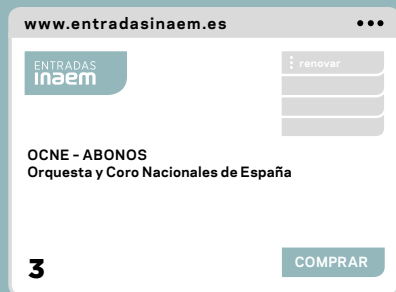 www.entradasinaem.es
ENTRADAS
inaem
renovar
OCNE - ABONOS
Orquesta y Coro Nacionales de España
3
COMPRAR